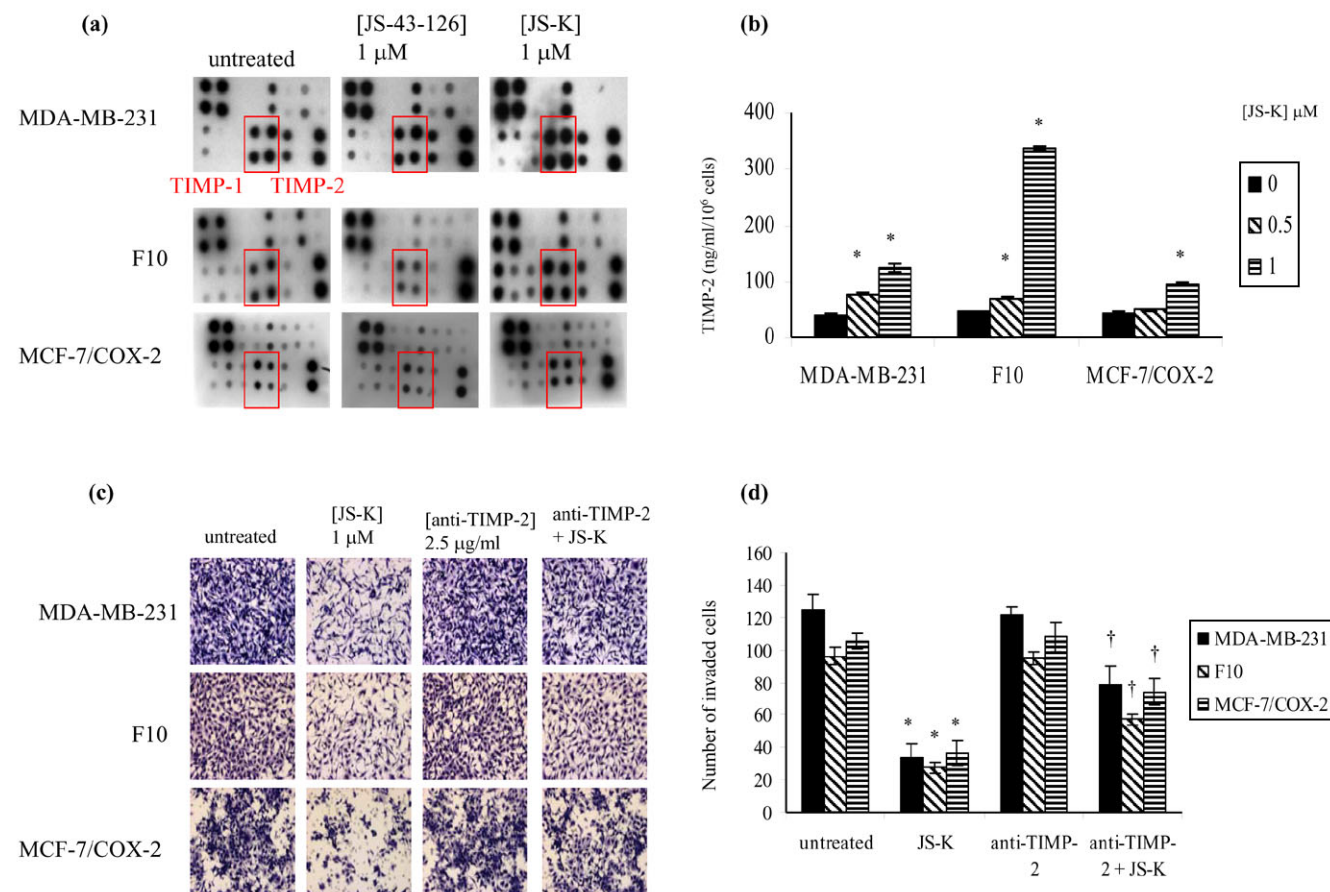 (a)
untreated
[JS-43-126]
1 μM
[JS-K]
1 μM
MDA-MB-231
TIMP-1
TIMP-2
F10
MCF-7/COX-2
(b)
[JS-K] μM
TIMP-2 (ng/ml/10⁶ cells)
400
300
200
100
0
*
*
*
*
*
MDA-MB-231
F10
MCF-7/COX-2
0
0.5
1
(c)
untreated
[JS-K]
1 μM
[anti-TIMP-2]
2.5 μg/ml
anti-TIMP-2
+ JS-K
MDA-MB-231
F10
MCF-7/COX-2
(d)
Number of invaded cells
160
140
120
100
80
60
40
20
0
*
*
*
†
†
†
untreated
JS-K
anti-TIMP-
2
anti-TIMP-
2 + JS-K
MDA-MB-231
F10
MCF-7/COX-2